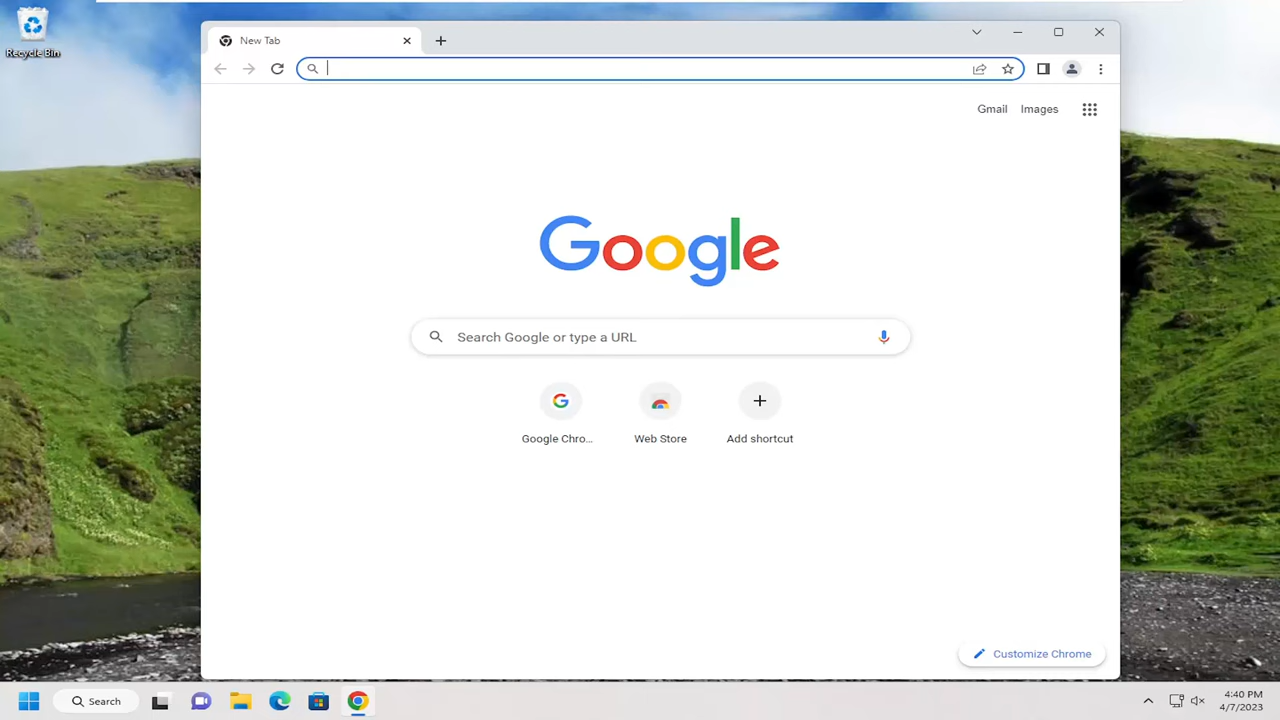 Recycle Bin
New Tab
Gmail Images
Google
Search Google or type a URL
Google Chro... Web Store Add shortcut
Customize Chrome
Search
4:40 PM
4/7/2023